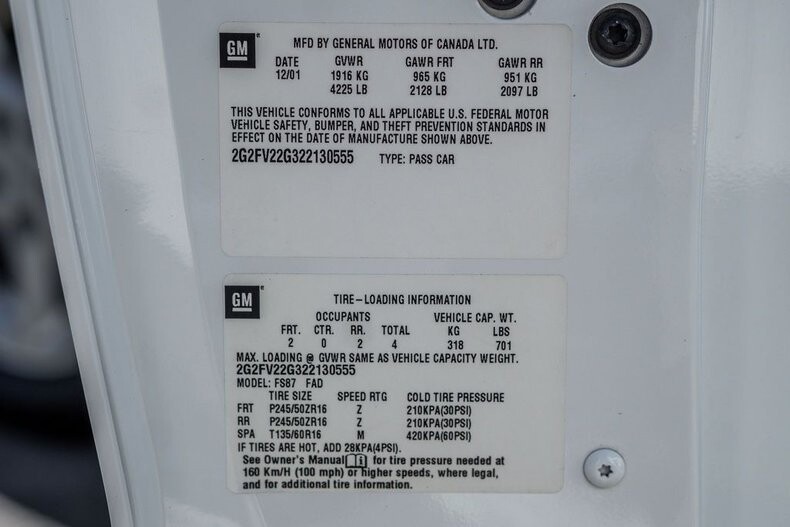 GM® MFD BY GENERAL MOTORS OF CANADA LTD.
DATE GVWR GAWR FRT GAWR RR
12/01 1916 KG 965 KG 951 KG
4225 LB 2128 LB 2097 LB
THIS VEHICLE CONFORMS TO ALL APPLICABLE U.S. FEDERAL MOTOR
VEHICLE SAFETY, BUMPER, AND THEFT PREVENTION STANDARDS IN
EFFECT ON THE DATE OF MANUFACTURE SHOWN ABOVE.
2G2FV22G322130555 TYPE: PASS CAR
GM® TIRE-LOADING INFORMATION
OCCUPANTS VEHICLE CAP. WT.
FRT. CTR. RR. TOTAL KG LBS
2 0 2 4 318 701
MAX. LOADING @ GVWR SAME AS VEHICLE CAPACITY WEIGHT.
2G2FV22G322130555
MODEL: FS87 FAD
TIRE SIZE SPEED RTG COLD TIRE PRESSURE
FRT P245/50ZR16 Z 210KPA(30PSI)
RR P245/50ZR16 Z 210KPA(30PSI)
SPA T135/60R16 M 420KPA(60PSI)
IF TIRES ARE HOT, ADD 28KPA(4PSI).
See Owner's Manual i for tire pressure needed at
160 Km/H (100 mph) or higher speeds, where legal,
and for additional tire information.